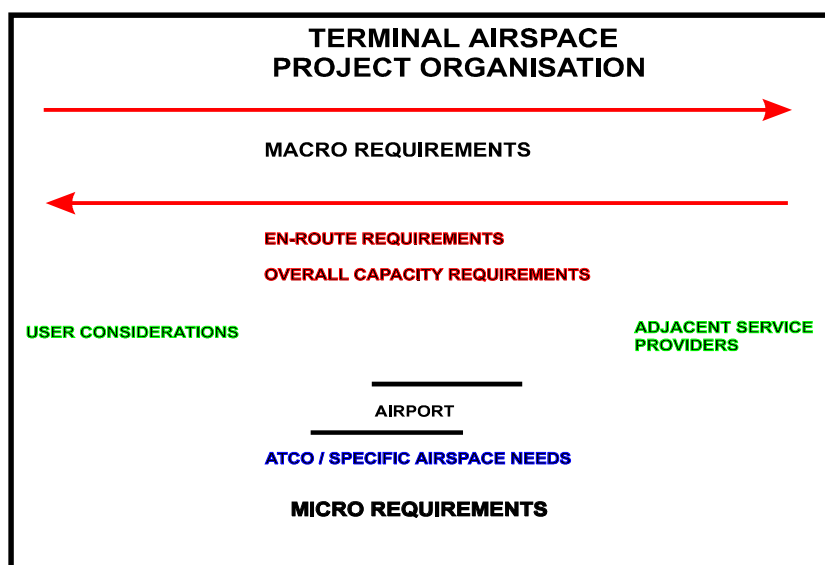 TERMINAL AIRSPACE
PROJECT ORGANISATION
MACRO REQUIREMENTS
EN-ROUTE REQUIREMENTS
OVERALL CAPACITY REQUIREMENTS
USER CONSIDERATIONS
ADJACENT SERVICE
PROVIDERS
AIRPORT
ATCO / SPECIFIC AIRSPACE NEEDS
MICRO REQUIREMENTS